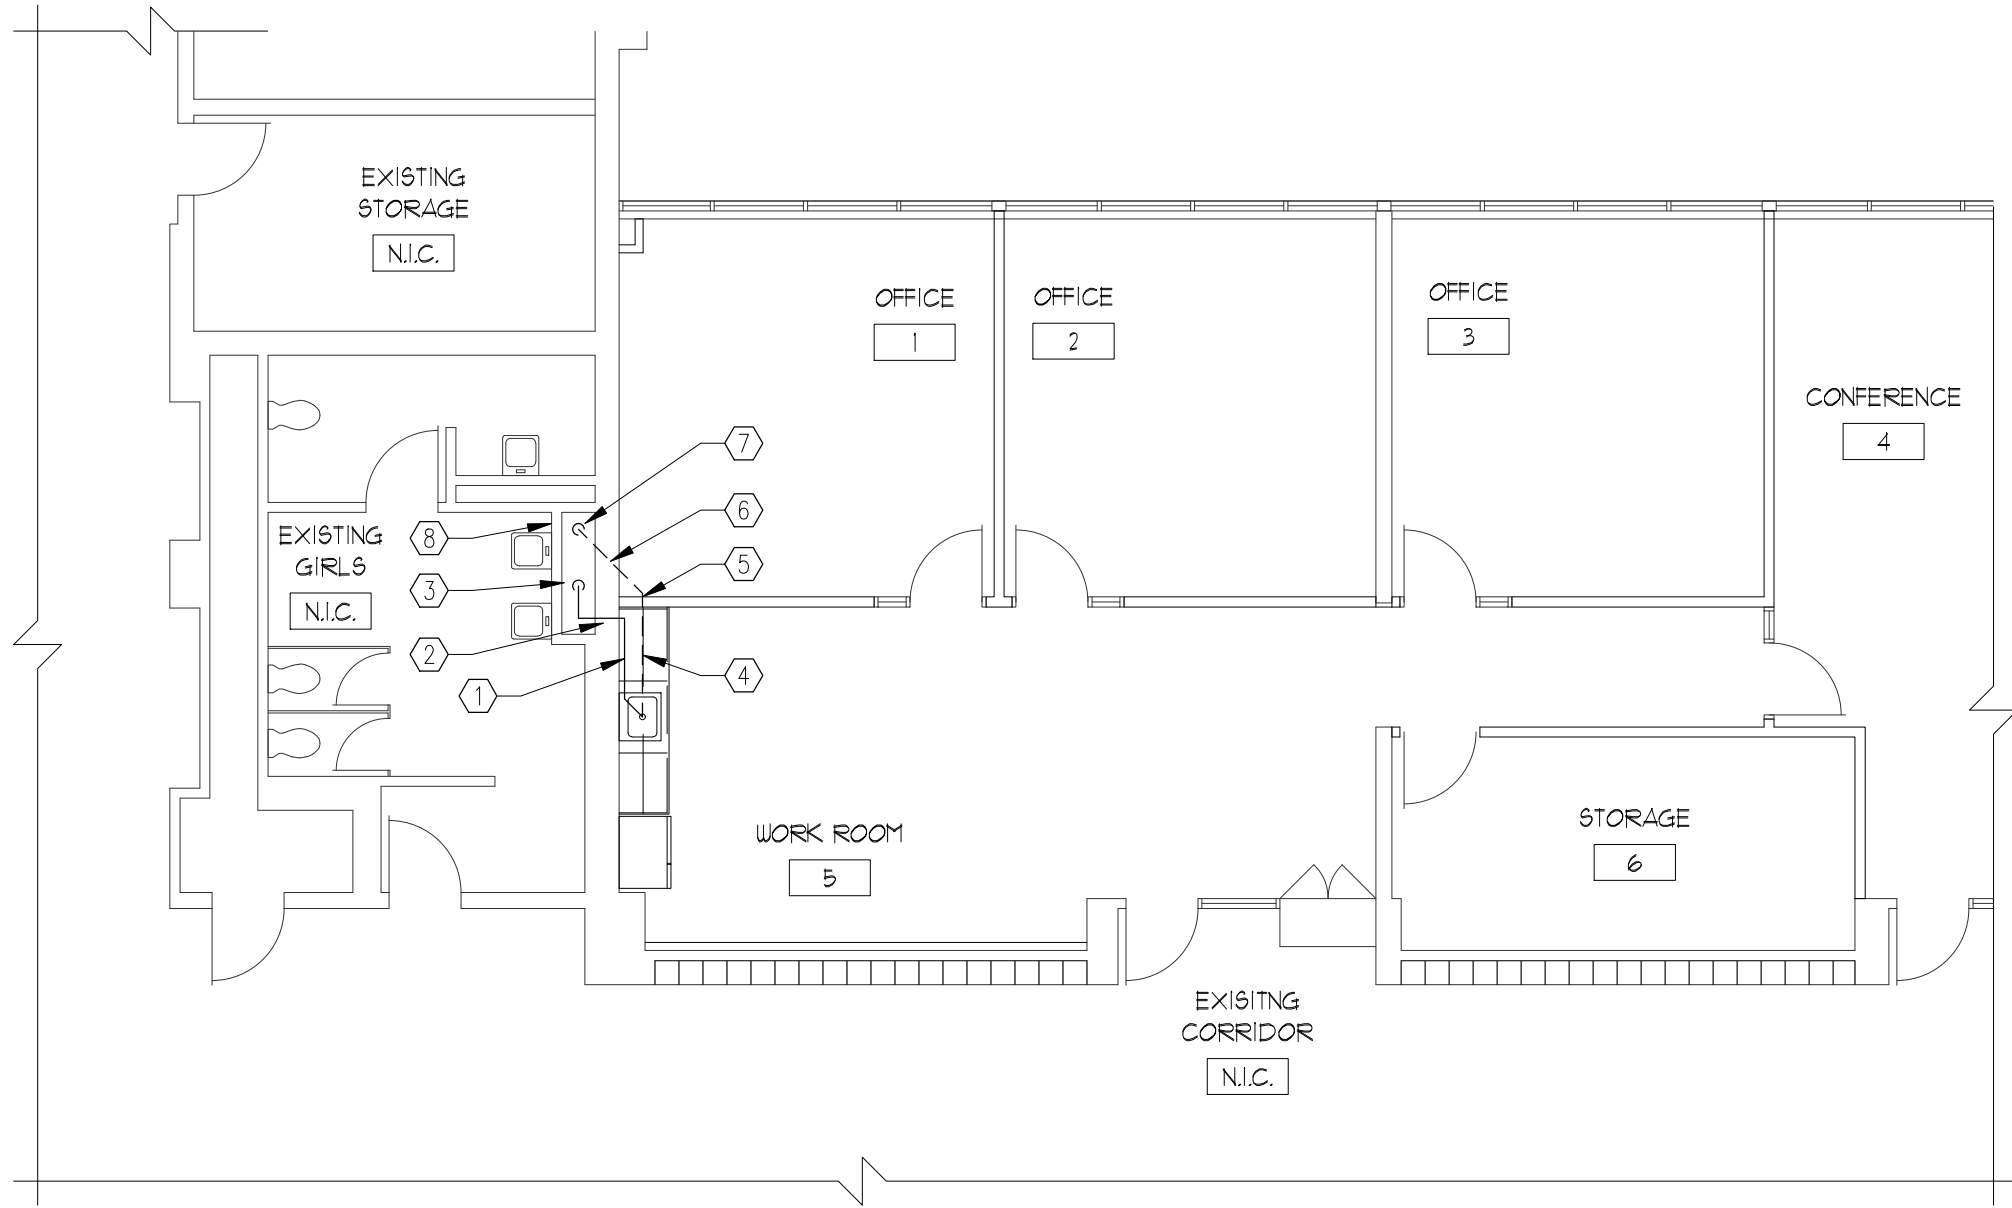 EXISTING
STORAGE
N.I.C.
OFFICE
1
OFFICE
2
OFFICE
3
CONFERENCE
4
7
6
5
8
3
2
1
4
EXISTING
GIRLS
N.I.C.
WORK ROOM
5
STORAGE
6
EXISITNG
CORRIDOR
N.I.C.